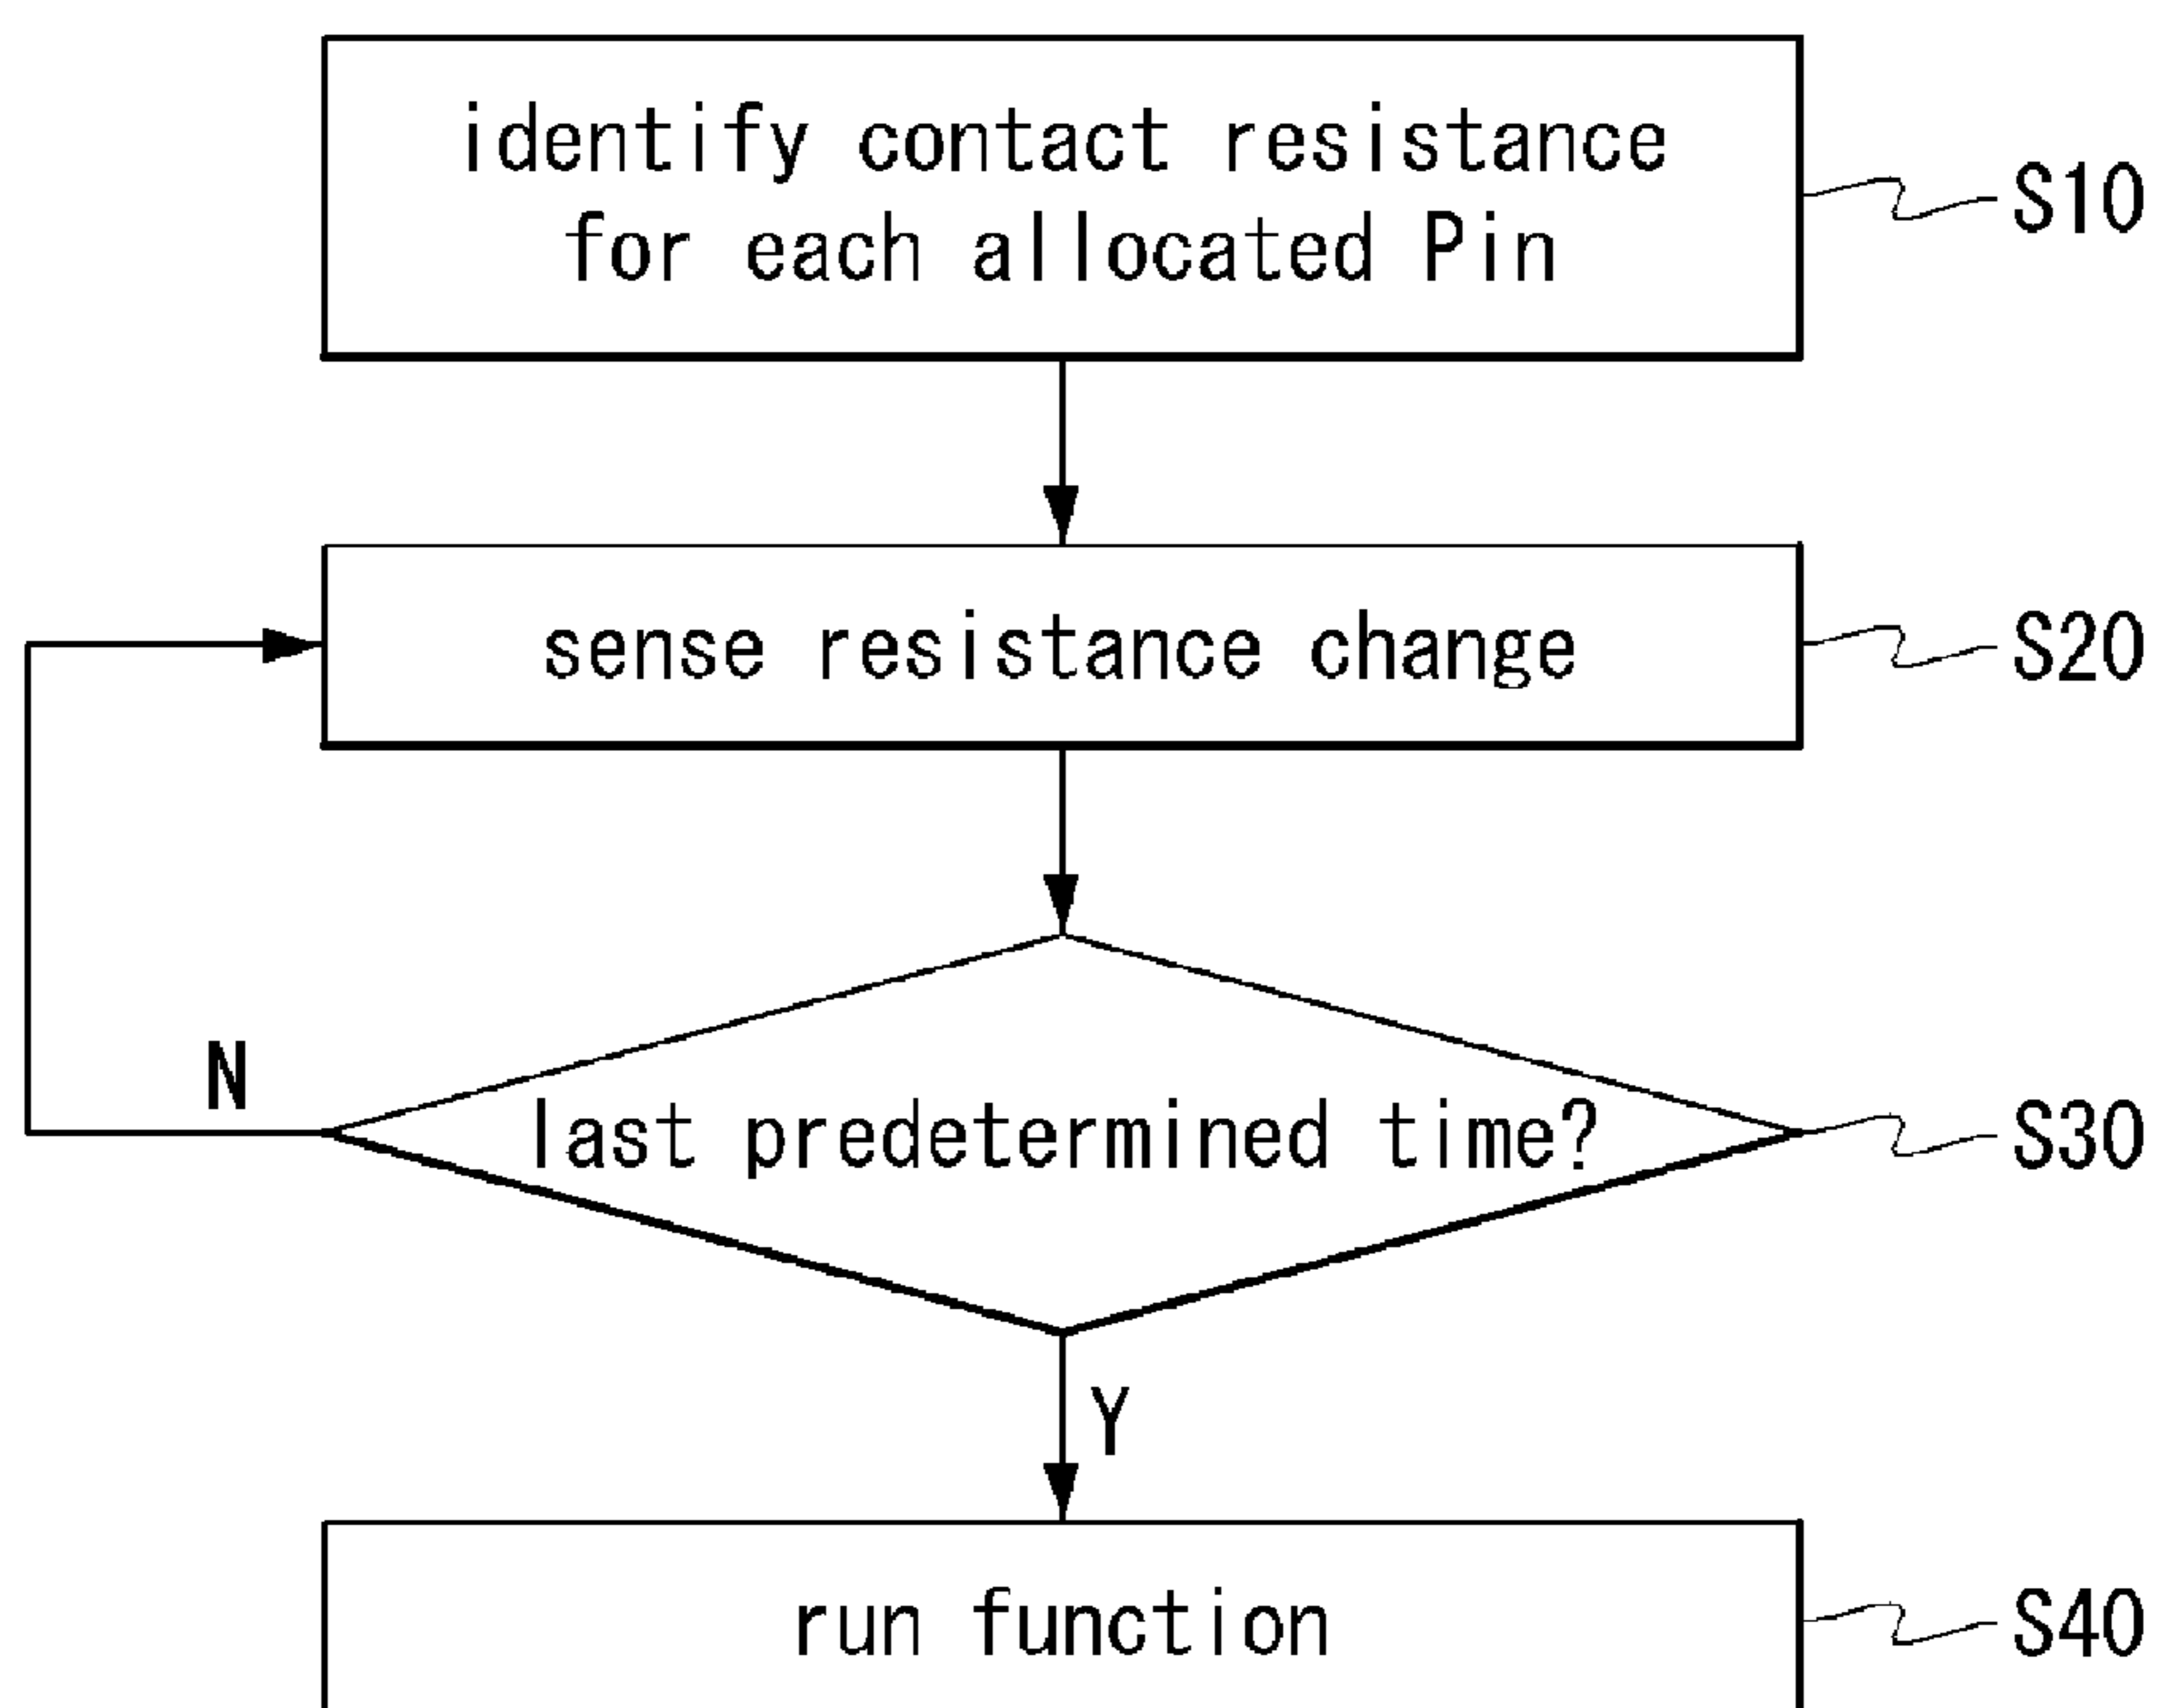 identify contact resistance
for each allocated Pin
S10
sense resistance change
S20
N
last predetermined time?
S30
Y
run function
S40